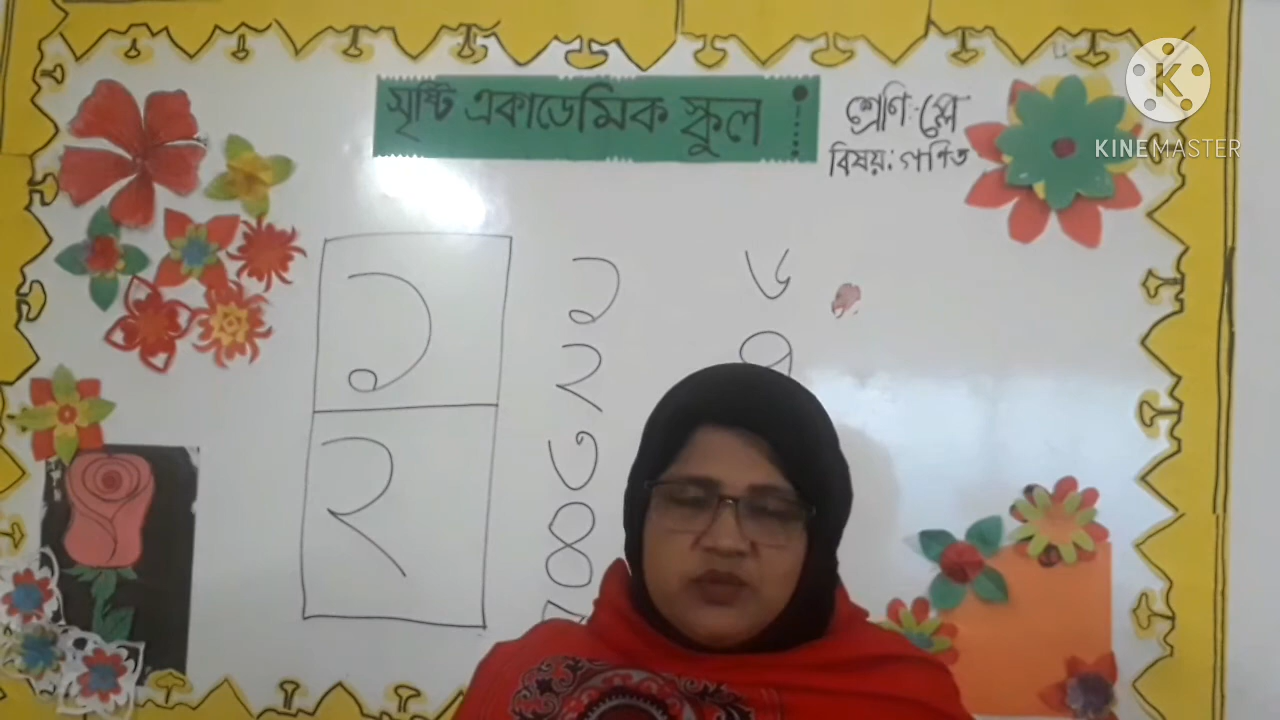 সৃষ্টি একাডেমিক স্কুল
শ্রেণি: প্লে
বিষয়: গণিত
K
KINEMASTER
১
২
১
২
৩
৪
৬